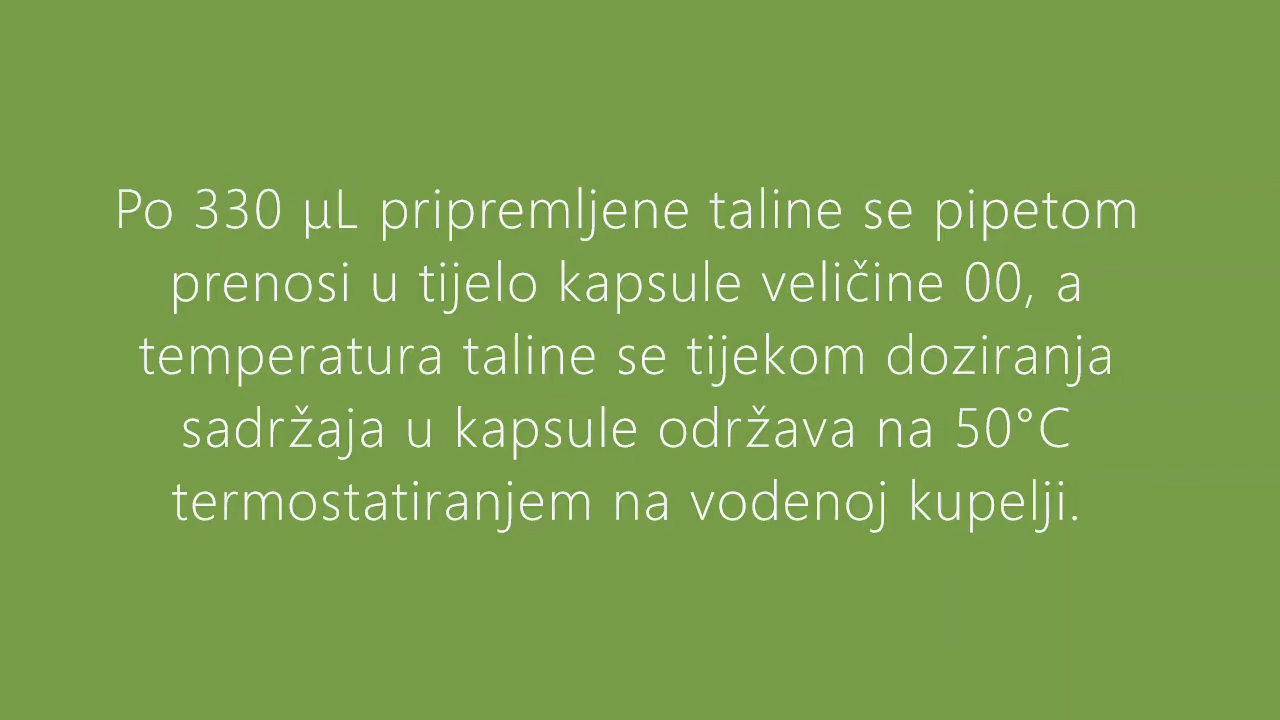 Po 330 µL pripremljene taline se pipetom
prenosi u tijelo kapsule veličine 00, a
temperatura taline se tijekom doziranja
sadržaja u kapsule održava na 50°C
termostatiranjem na vodenoj kupelji.